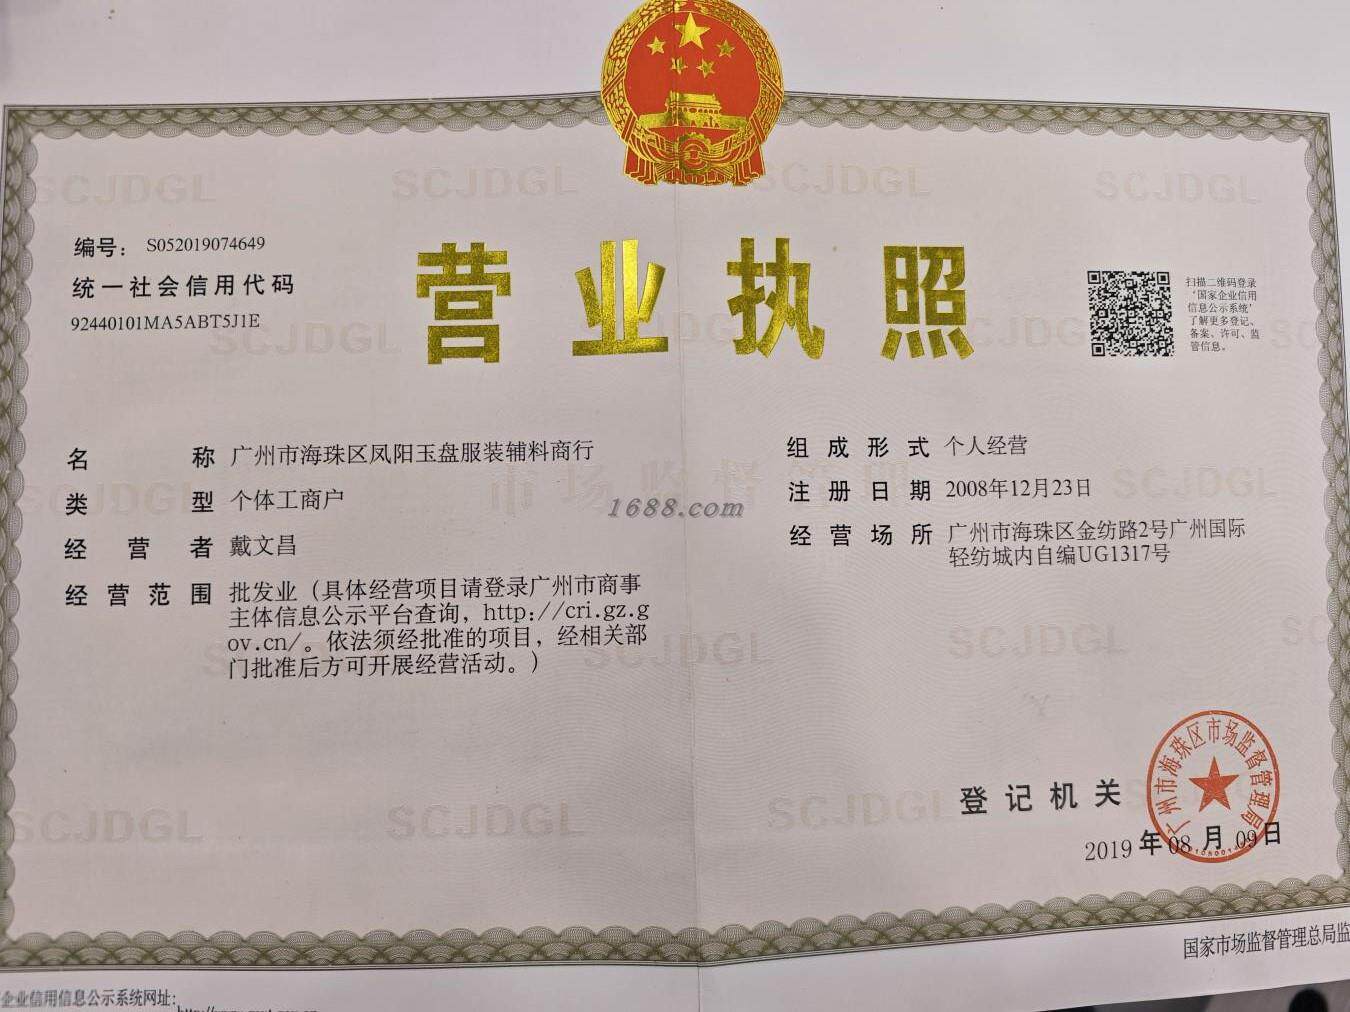 编号： S052019074649
统一社会信用代码
92440101MA5ABT5J1E
营业执照
扫描二维码登录
‘国家企业信用
信息公示系统’
了解更多登记、
备案、许可、监
管信息。
名称 广州市海珠区凤阳玉盘服装辅料商行
类型 个体工商户
经营者 戴文昌
经营范围 批发业（具体经营项目请登录广州市商事
主体信息公示平台查询，http://cri.gz.g
ov.cn/。依法须经批准的项目，经相关部
门批准后方可开展经营活动。）
组成形式 个人经营
注册日期 2008年12月23日
经营场所 广州市海珠区金纺路2号广州国际
轻纺城内自编UG1317号
1688.com
SCJDGL
登记机关
广州市海珠区市场监督管理局
2019年08月09日
国家市场监督管理总局监
企业信用信息公示系统网址：